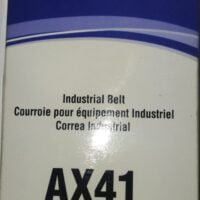 Industrial Belt
Courroie pour équipement Industriel
Correa Industrial
AX41